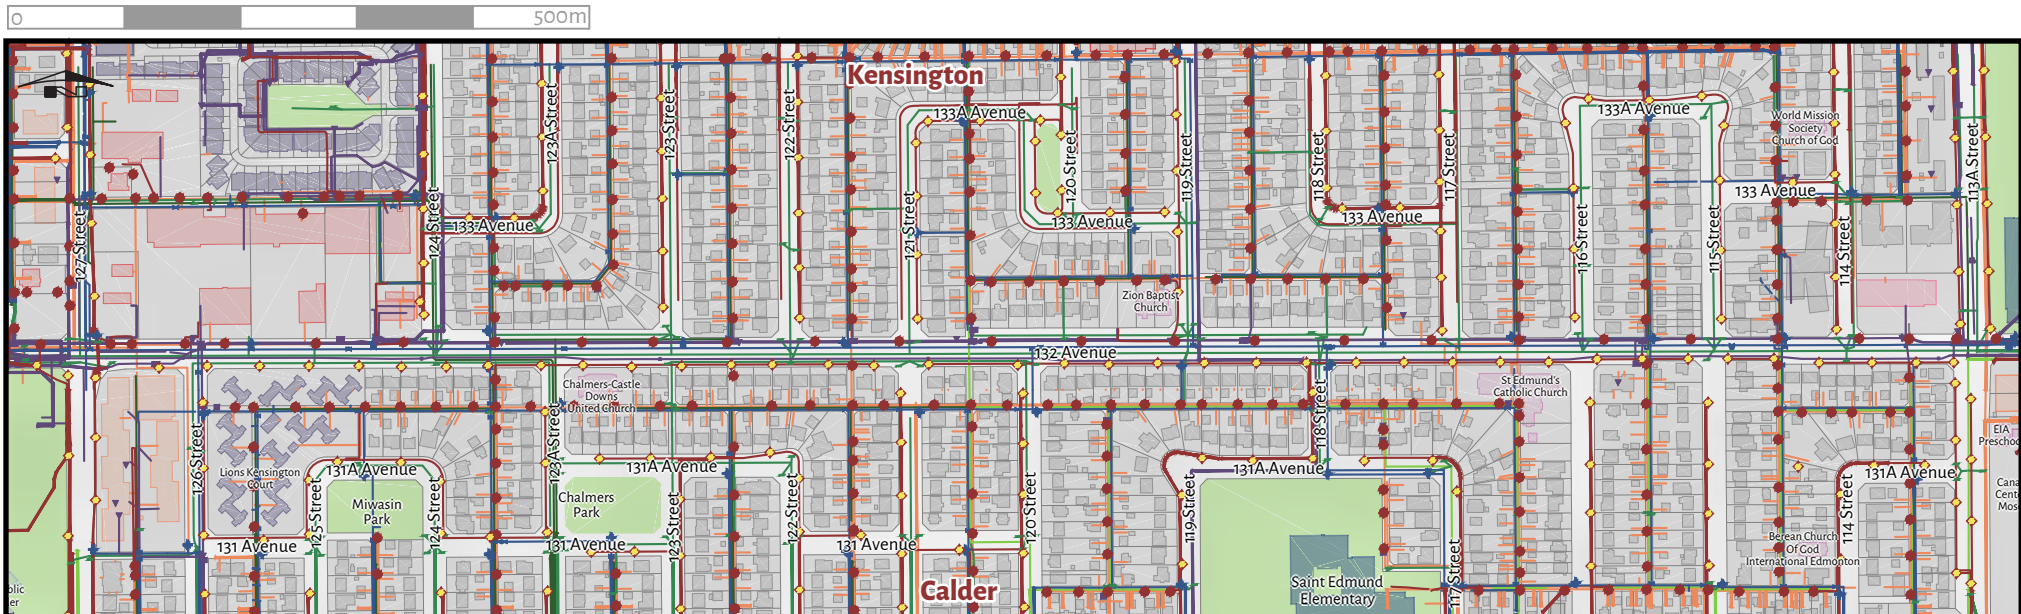 0 500m
Kensington
133A Avenue
133A Avenue
123A Street
123 Street
122 Street
120 Street
119 Street
118 Street
117 Street
113A Street
World Mission
Society
Church of God
133 Avenue
127 Street
124 Street
133 Avenue
121 Street
133 Avenue
133 Avenue
116 Street
115 Street
114 Street
Zion Baptist
Church
132 Avenue
Chalmers-Castle
Downs
United Church
St Edmund's
Catholic Church
118 Street
123A Street
126 Street
EIA
Lions Kensington
Court
131A Avenue
131A Avenue
131A Avenue
131A Avenue
125 Street
124 Street
Miwasin
Park
Chalmers
Park
123 Street
122 Street
120 Street
119 Street
117 Street
114 Street
131 Avenue
131 Avenue
131 Avenue
Berean Church
Of God
International Edmonton
Calder
Saint Edmund
Elementary